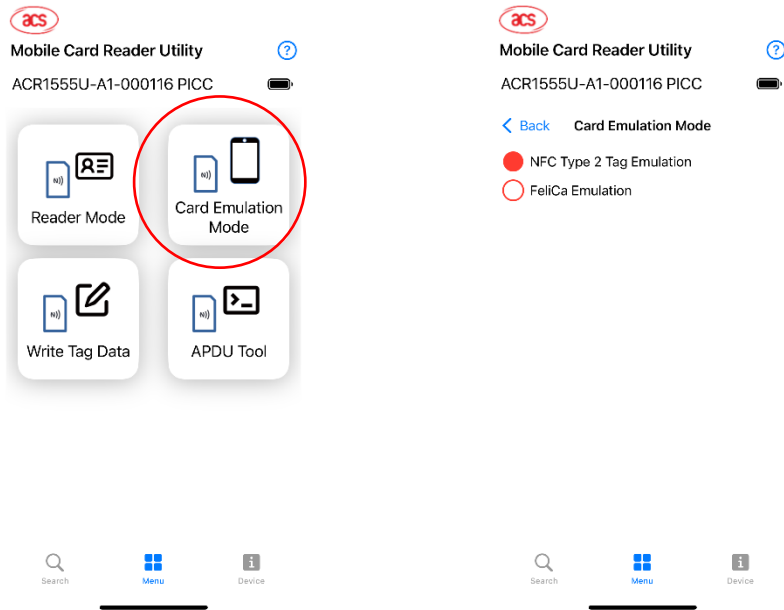 acs
Mobile Card Reader Utility
ACR1555U-A1-000116 PICC
Reader Mode
Card Emulation
Mode
Write Tag Data
APDU Tool
Search
Menu
Device
acs
Mobile Card Reader Utility
ACR1555U-A1-000116 PICC
Back
Card Emulation Mode
NFC Type 2 Tag Emulation
FeliCa Emulation
Search
Menu
Device